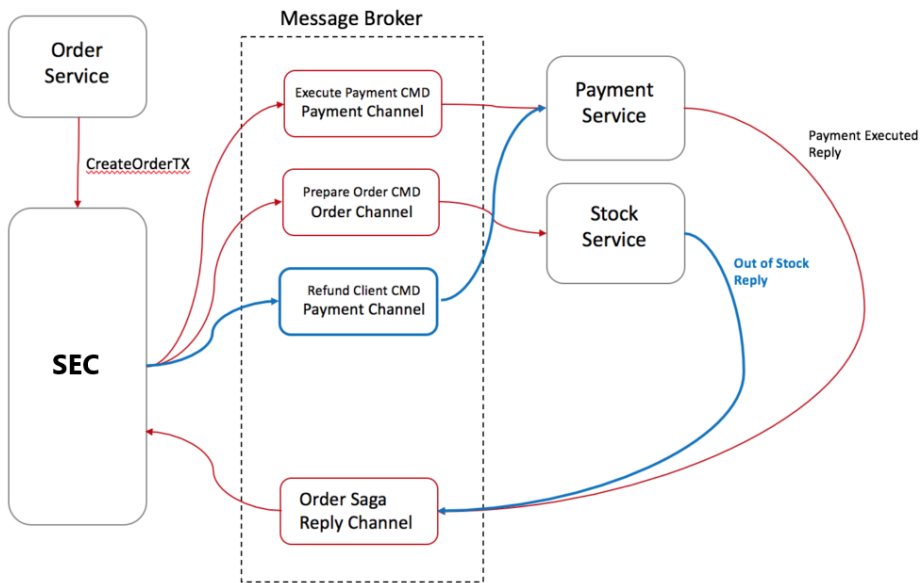 Message Broker
Order
Service
Execute Payment CMD
Payment Channel
Payment
Service
Payment Executed
Reply
CreateOrderTX
Prepare Order CMD
Order Channel
Stock
Service
Out of Stock
Reply
Refund Client CMD
Payment Channel
SEC
Order Saga
Reply Channel